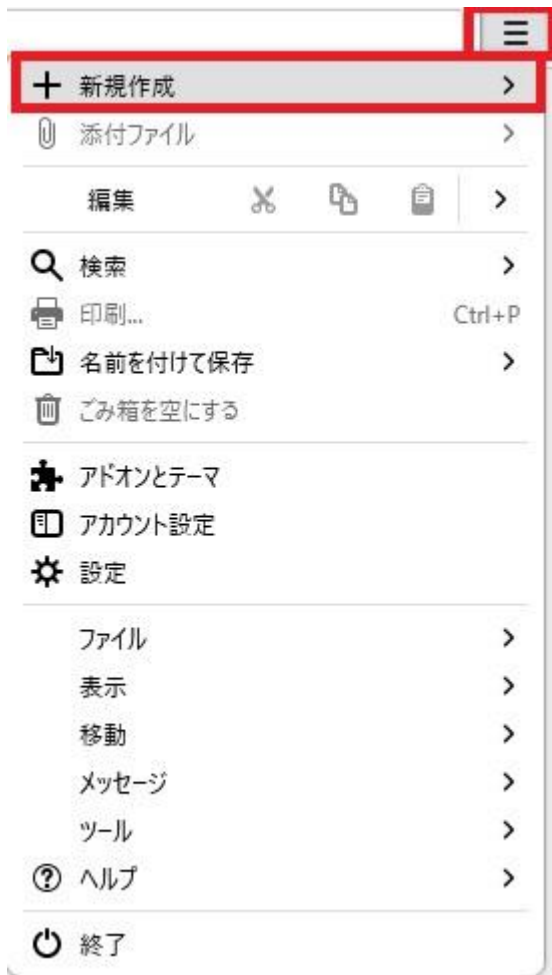 新規作成
添付ファイル
編集
検索
印刷... Ctrl+P
名前を付けて保存
ごみ箱を空にする
アドオンとテーマ
アカウント設定
設定
ファイル
表示
移動
メッセージ
ツール
ヘルプ
終了